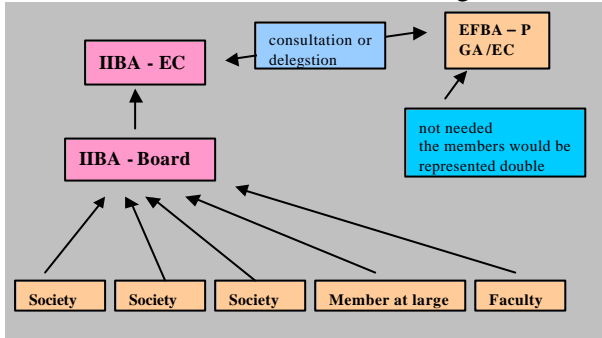 IIBA - EC
consultation or
delegstion
EFBA – P
GA/EC
not needed
the members would be
represented double
IIBA - Board
Society
Society
Society
Member at large
Faculty